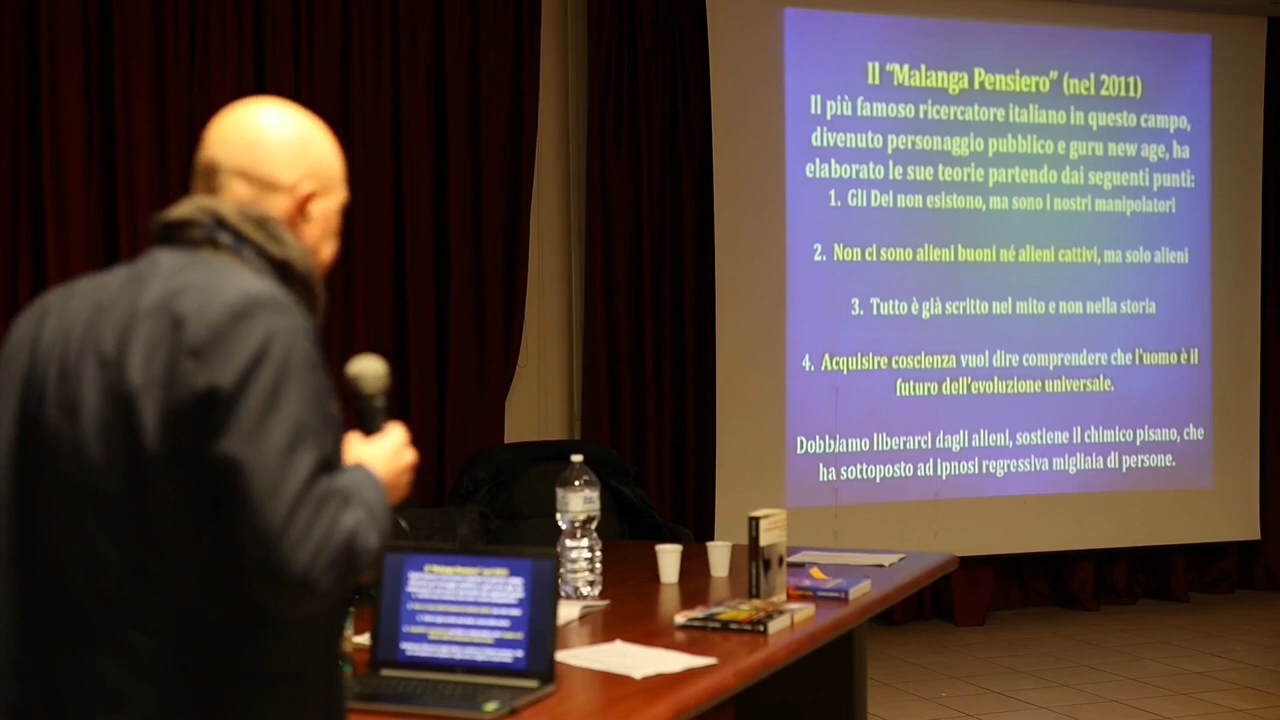 Il “Malanga Pensiero” (nel 2011)
Il più famoso ricercatore italiano in questo campo,
divenuto personaggio pubblico e guru new age, ha
elaborato le sue teorie partendo dai seguenti punti:
1. Gli Dei non esistono, ma sono i nostri manipolatori
2. Non ci sono alieni buoni né alieni cattivi, ma solo alieni
3. Tutto è già scritto nel mito e non nella storia
4. Acquisire coscienza vuol dire comprendere che l'uomo è il
futuro dell'evoluzione universale.
Dobbiamo liberarci dagli alieni, sostiene il chimico pisano, che
ha sottoposto ad ipnosi regressiva migliaia di persone.